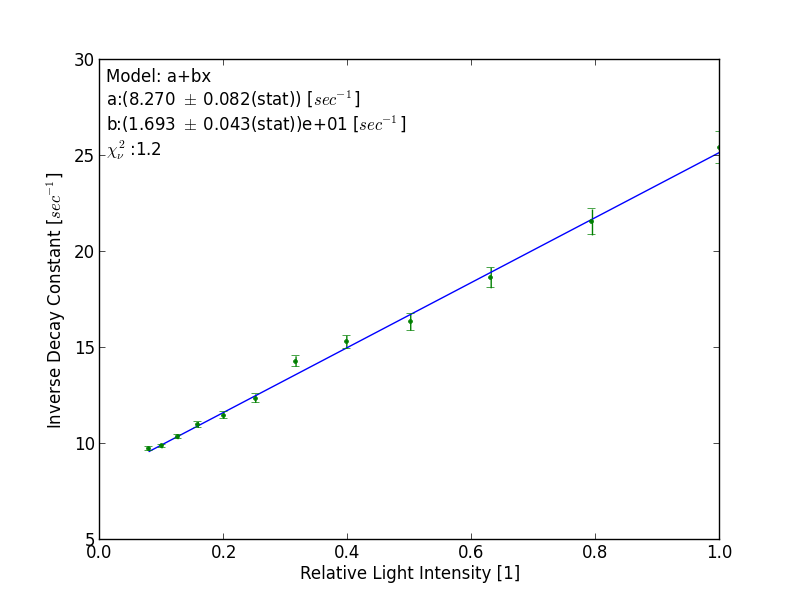 Model: a+bx
a:(8.270 ± 0.082(stat)) [sec⁻¹]
b:(1.693 ± 0.043(stat))e+01 [sec⁻¹]
χ²ᵥ :1.2
30
25
20
15
10
5
Inverse Decay Constant [sec⁻¹]
0.0 0.2 0.4 0.6 0.8 1.0
Relative Light Intensity [1]